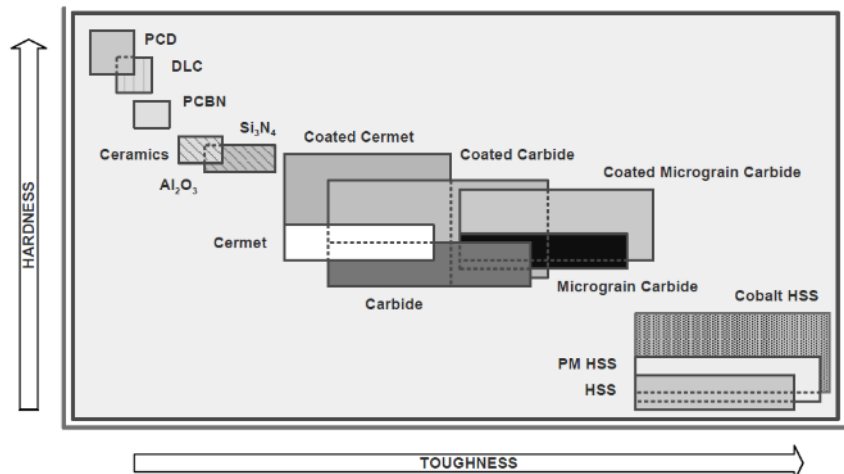 PCD
DLC
PCBN
Si₃N₄
Ceramics
Al₂O₃
Coated Cermet
Coated Carbide
Coated Micrograin Carbide
Cermet
Carbide
Micrograin Carbide
Cobalt HSS
PM HSS
HSS
HARDNESS
TOUGHNESS